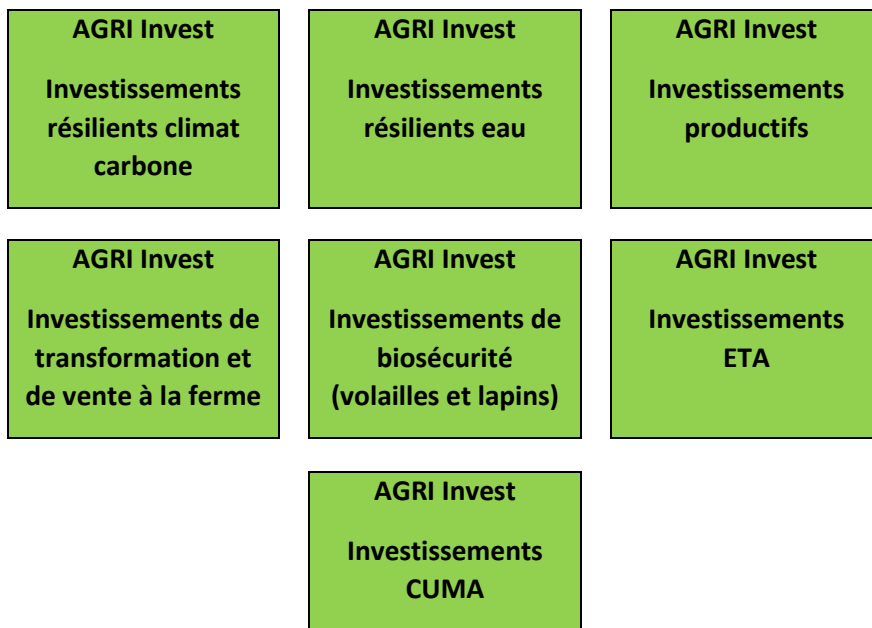 AGRI Invest
Investissements
résilients climat
carbone
AGRI Invest
Investissements
résilients eau
AGRI Invest
Investissements
productifs
AGRI Invest
Investissements de
transformation et
de vente à la ferme
AGRI Invest
Investissements de
biosécurité
(volailles et lapins)
AGRI Invest
Investissements
ETA
AGRI Invest
Investissements
CUMA